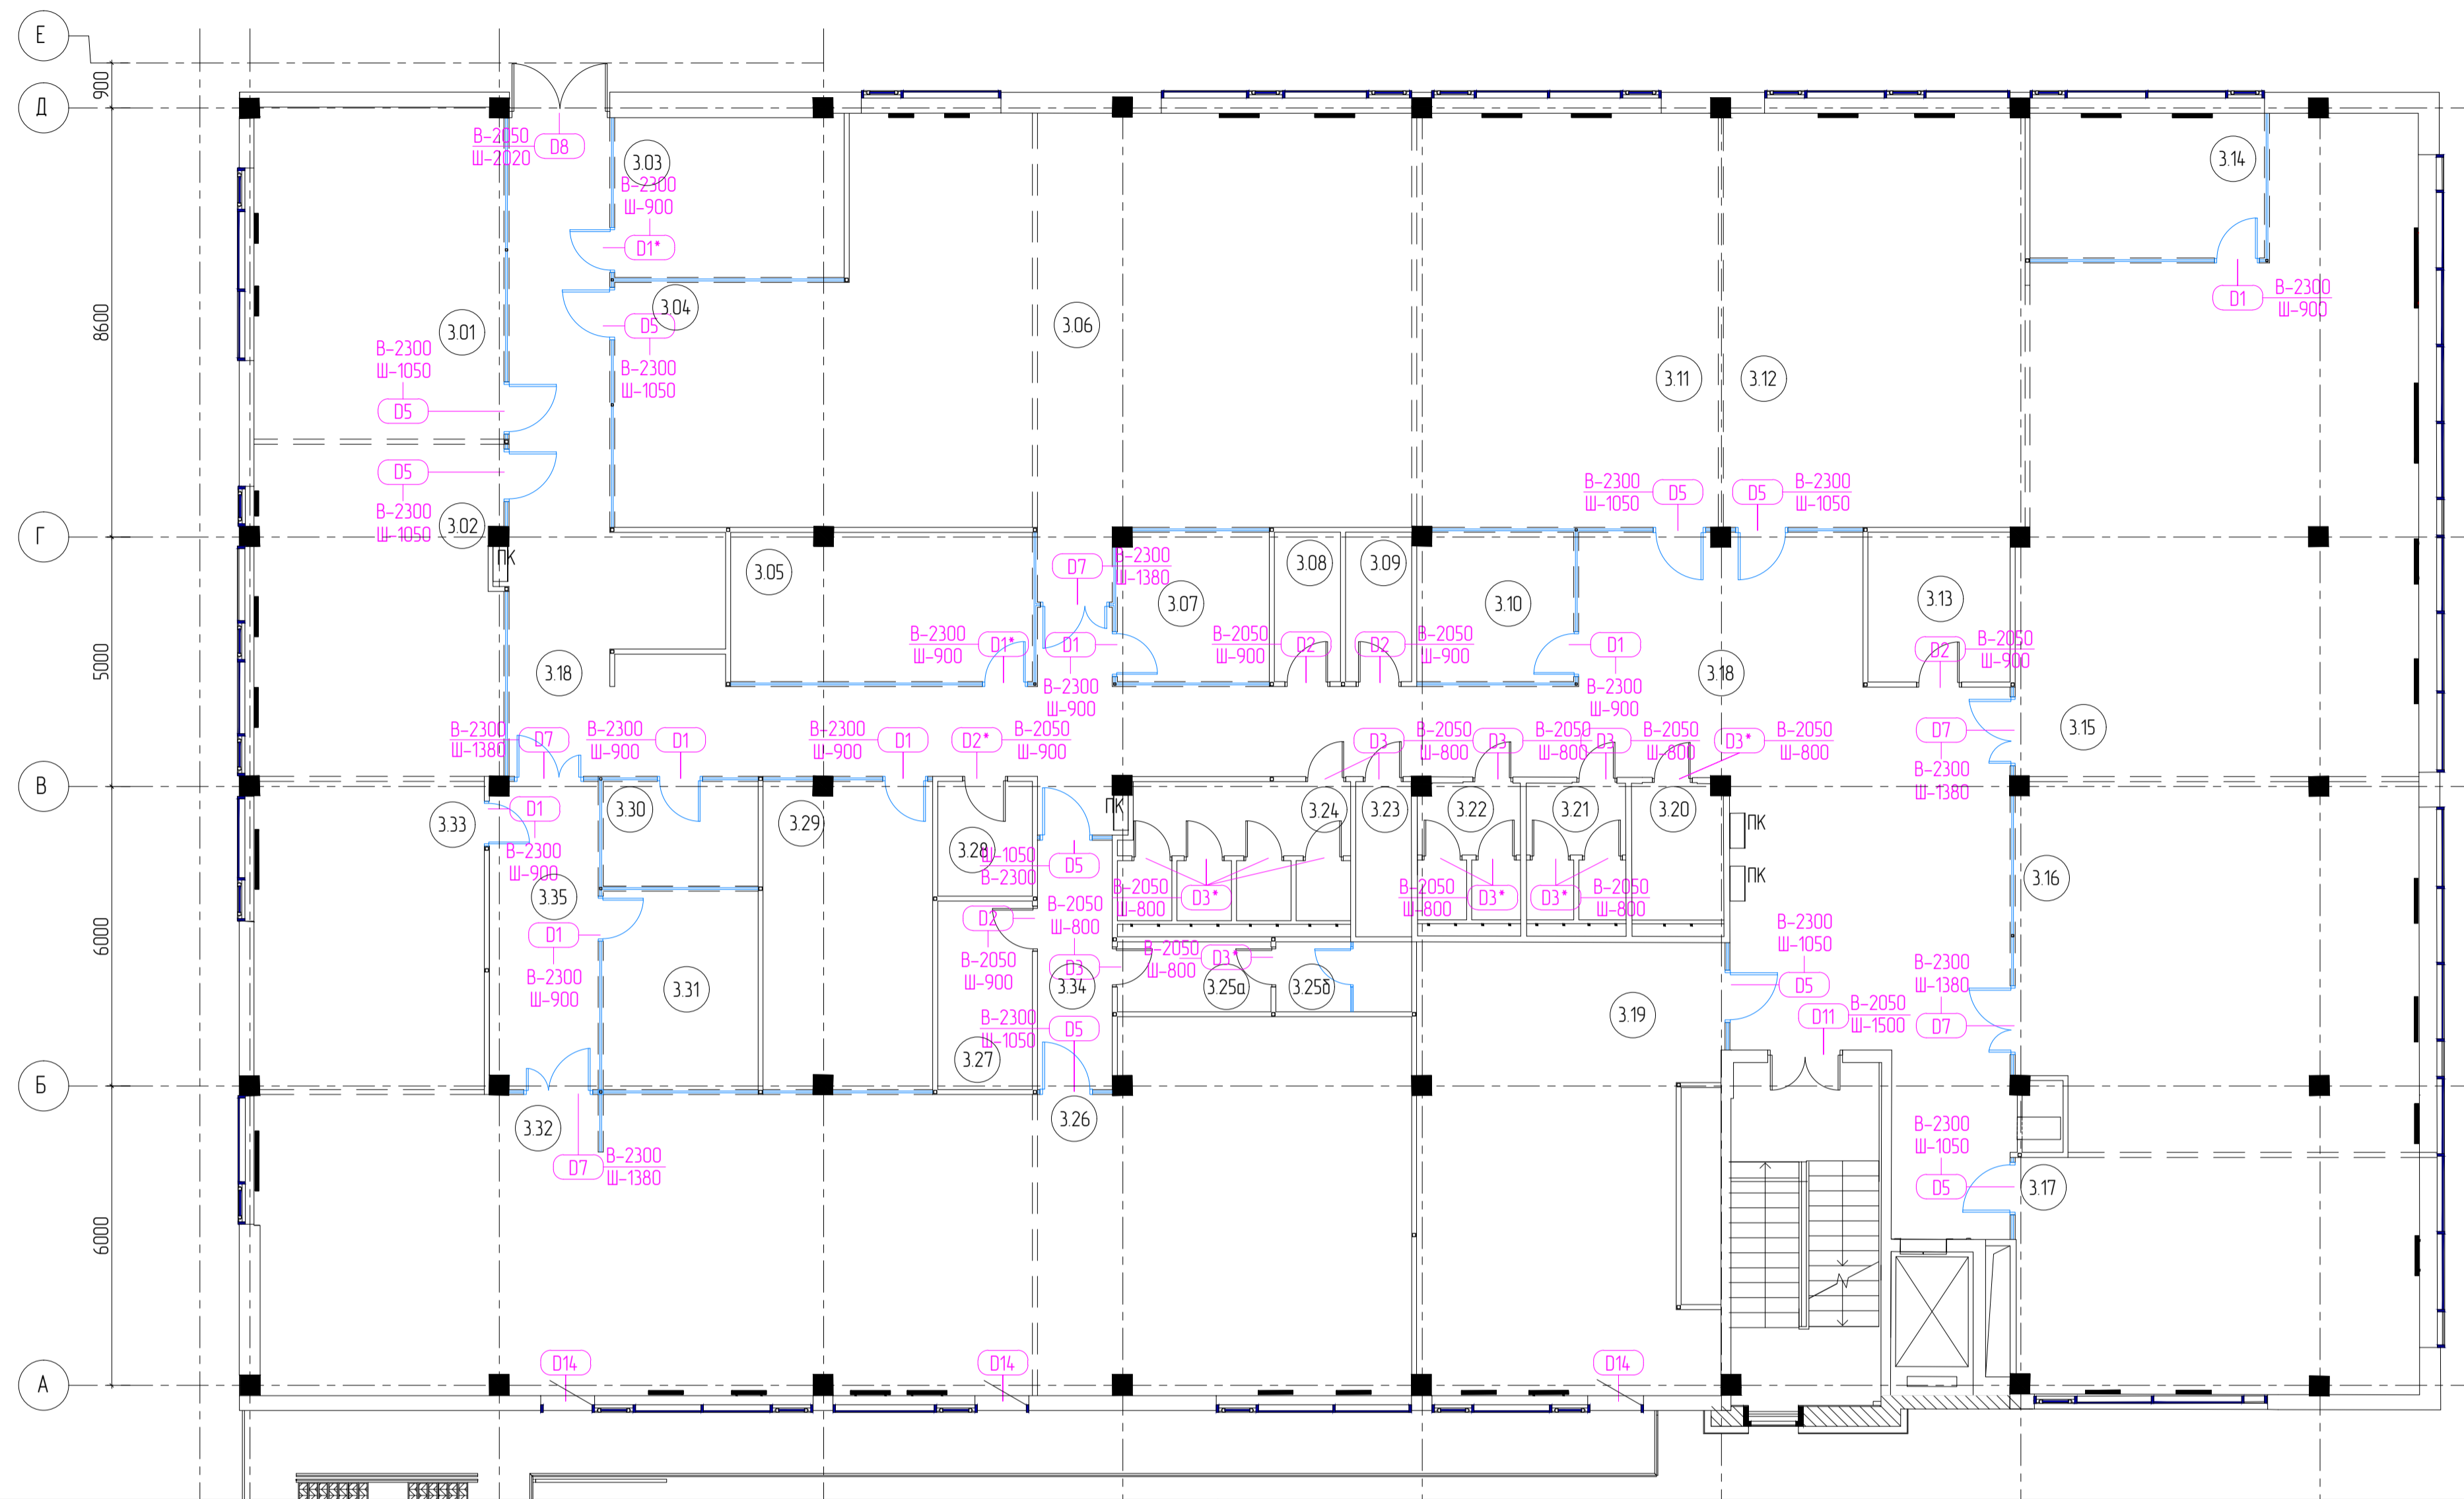 Е
900
Д
В-2050
Ш-2020
D8
3.03
В-2300
Ш-900
D1*
3.14
D1
В-2300
Ш-900
8600
3.01
3.04
D5
В-2300
Ш-1050
3.06
В-2300
Ш-1050
D5
3.11
3.12
D5
В-2300
Ш-1050
3.02
В-2300
Ш-1050
D5
D5
В-2300
Ш-1050
Г
ПК
3.05
D7
В-2300
Ш-1380
3.07
3.08
3.09
3.10
3.13
5000
3.18
В-2300
Ш-900
D1*
D1
В-2300
Ш-900
В-2050
Ш-900
D2
D2
В-2050
Ш-900
D1
В-2300
Ш-900
3.18
D2
В-2050
Ш-900
В-2300
Ш-1380
D7
В-2300
Ш-900
D1
В-2300
Ш-900
D1
D2*
В-2050
Ш-900
D3
В-2050
Ш-800
D3
В-2050
Ш-800
D3
В-2050
Ш-800
D3*
В-2050
Ш-800
D7
В-2300
Ш-1380
3.15
В
3.33
D1
В-2300
Ш-900
3.30
3.29
3.28
ПК
3.24
3.23
3.22
3.21
3.20
ПК
ПК
Ш-1050
В-2300
D5
3.35
В-2050
Ш-800
D3*
В-2050
Ш-800
D3*
D3*
В-2050
Ш-800
3.16
6000
D1
В-2300
Ш-900
3.31
D2
В-2050
Ш-900
В-2050
Ш-800
D3
3.34
В-2050
Ш-800
D3*
3.25а
3.25б
3.19
В-2300
Ш-1050
D5
D11
В-2050
Ш-1500
В-2300
Ш-1380
D7
В-2300
Ш-1050
D5
3.27
Б
3.32
3.26
D7
В-2300
Ш-1380
В-2300
Ш-1050
D5
3.17
6000
D14
D14
D14
А